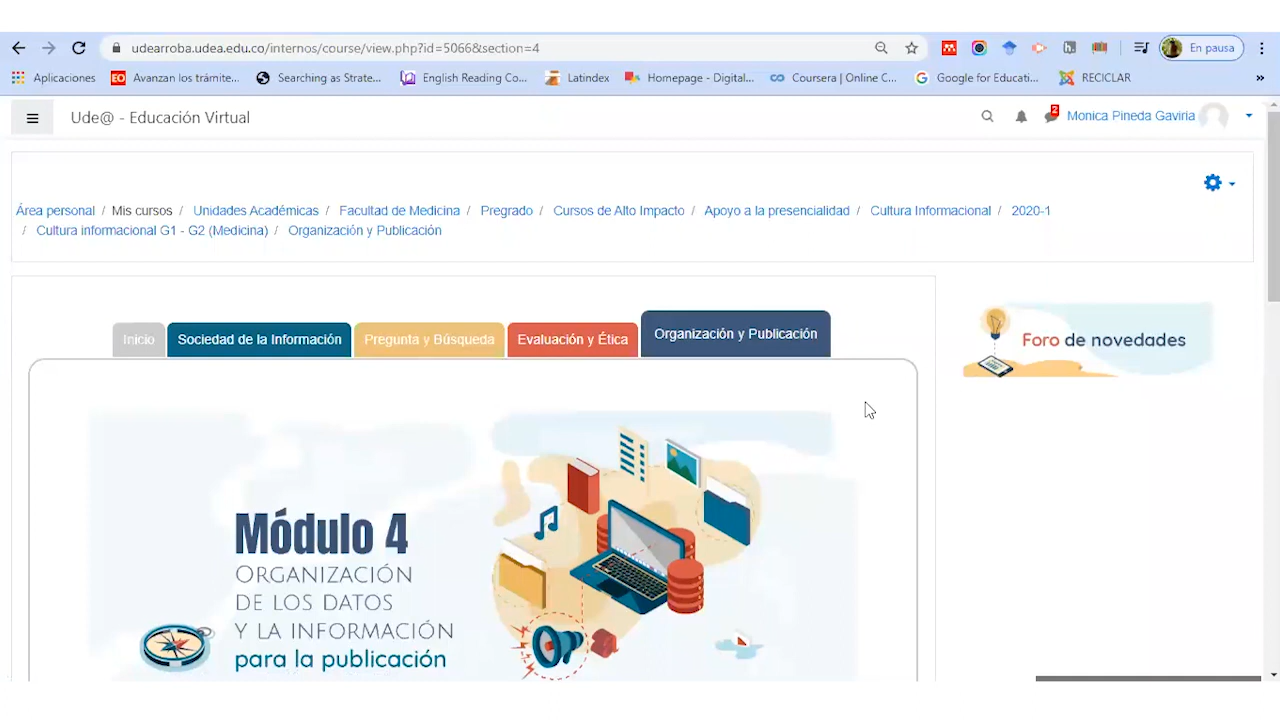 udearroba.udea.edu.co/internos/course/view.php?id=5066&section=4
En pausa
Aplicaciones
Avanzan los trámite...
Searching as Strate...
English Reading Co...
Latindex
Homepage - Digital...
Coursera | Online C...
Google for Educati...
RECICLAR
»
Ude@ - Educación Virtual
2
Monica Pineda Gaviria
Área personal / Mis cursos / Unidades Académicas / Facultad de Medicina / Pregrado / Cursos de Alto Impacto / Apoyo a la presencialidad / Cultura Informacional / 2020-1
/ Cultura informacional G1 - G2 (Medicina) / Organización y Publicación
Inicio
Sociedad de la Información
Pregunta y Búsqueda
Evaluación y Ética
Organización y Publicación
Foro de novedades
Módulo 4
ORGANIZACIÓN
DE LOS DATOS
Y LA INFORMACIÓN
para la publicación